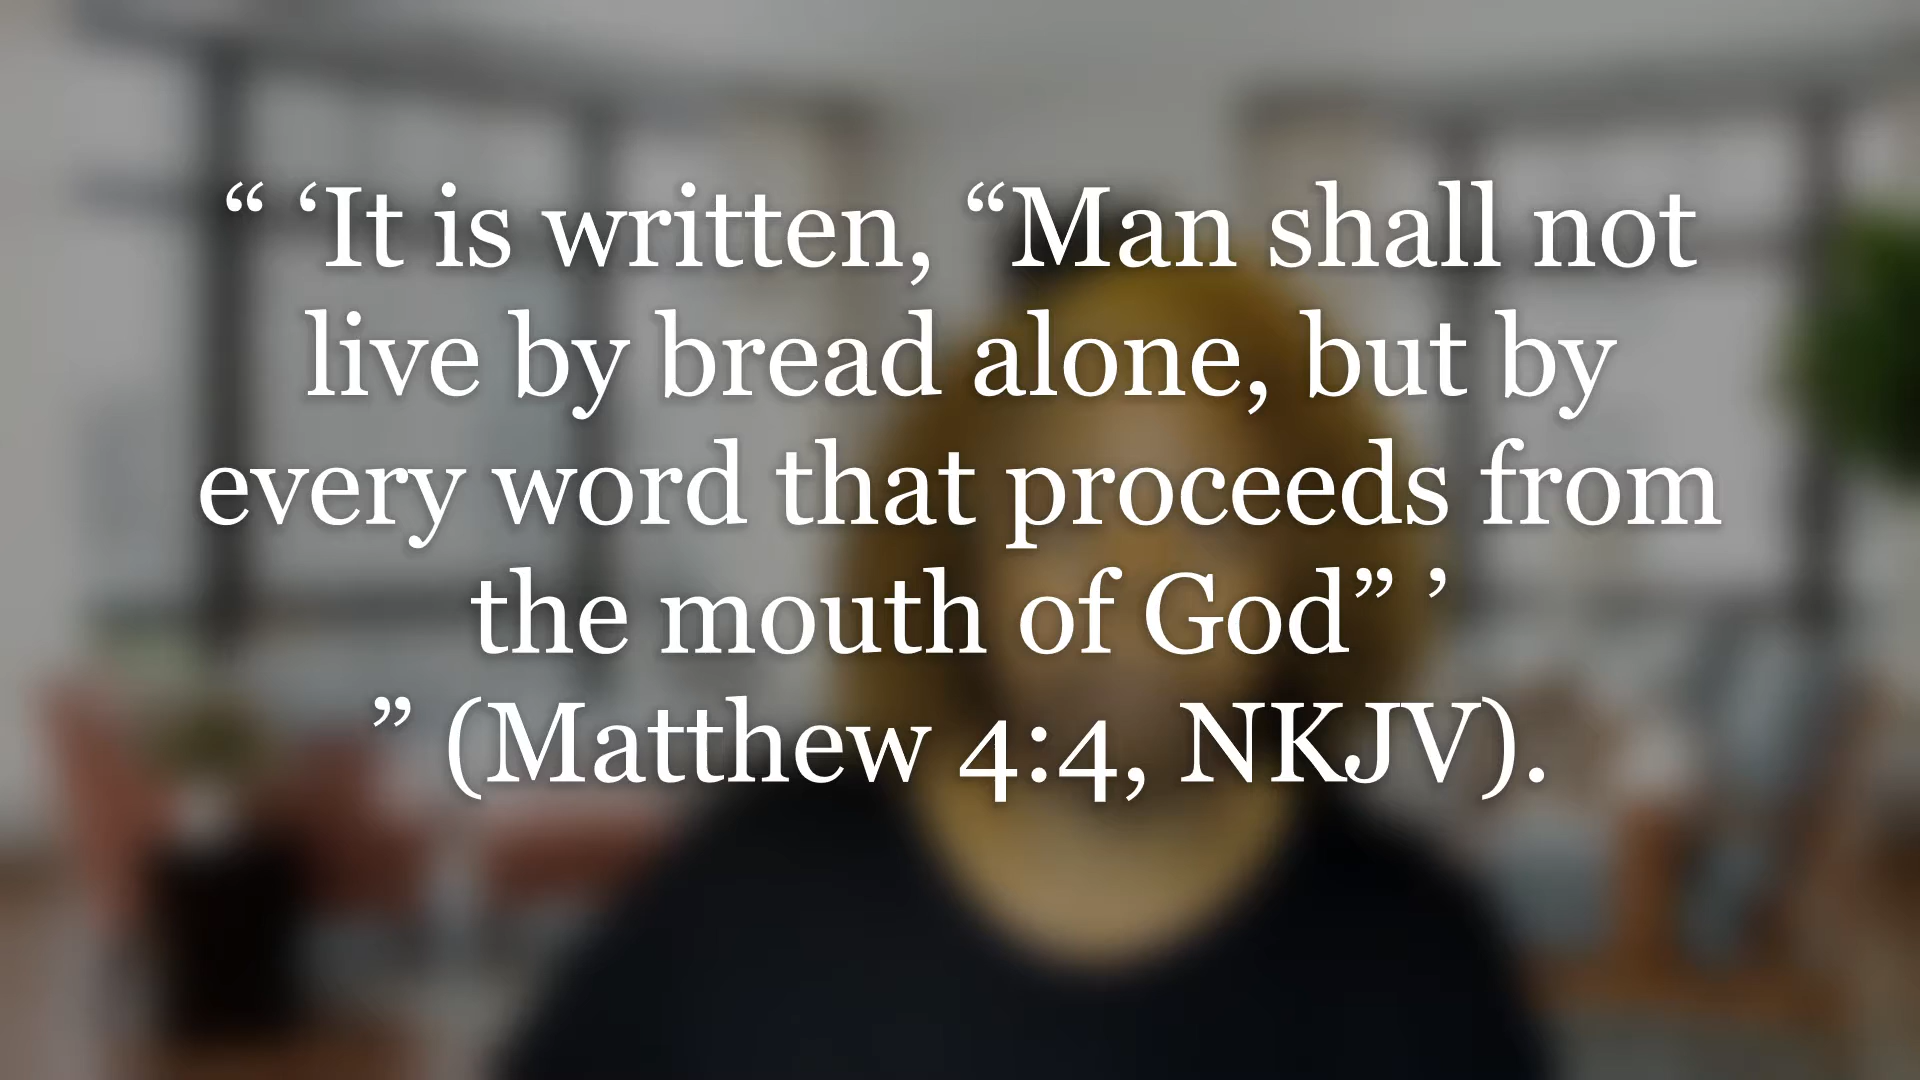 “ ‘It is written, “Man shall not
live by bread alone, but by
every word that proceeds from
the mouth of God” ’
” (Matthew 4:4, NKJV).